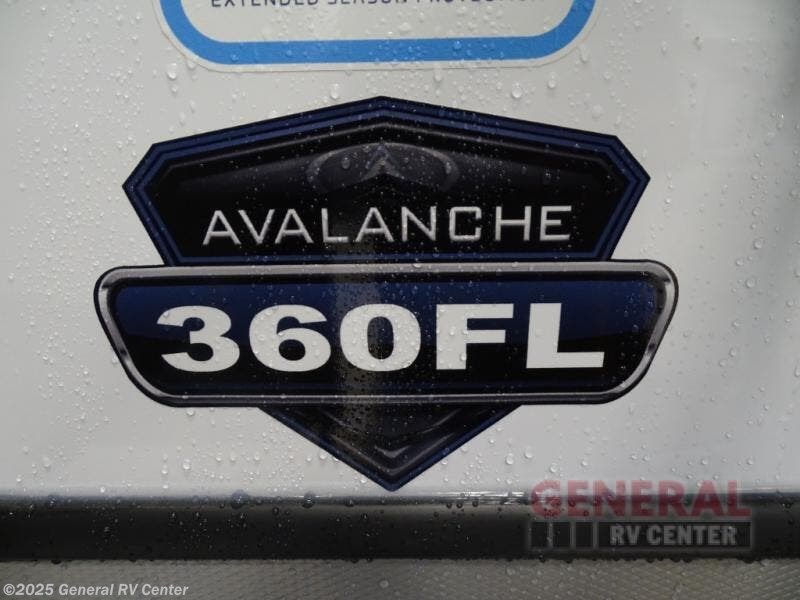 EXTENDED SEASON PROTECTION
AVALANCHE
360FL
GENERAL
RV CENTER
©2025 General RV Center